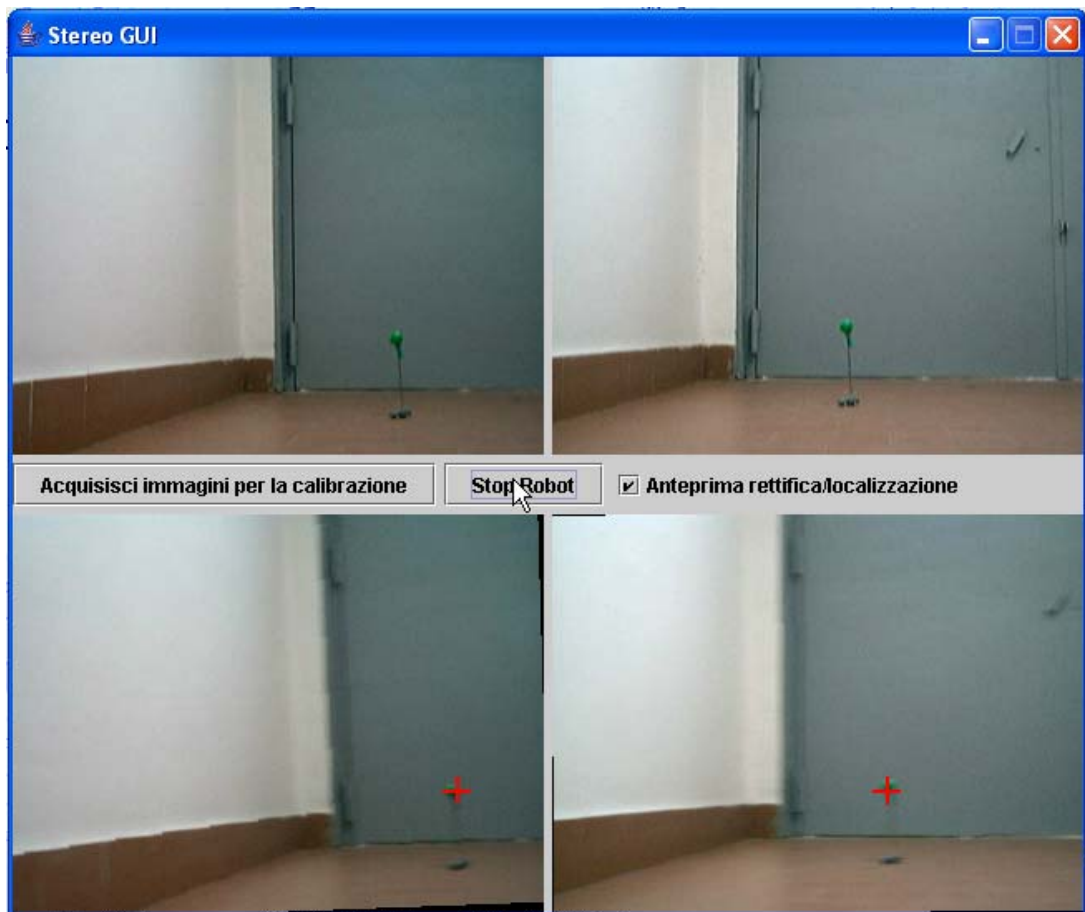 Stereo GUI
Acquisisci immagini per la calibrazione
Stop Robot
Anteprima rettifica/localizzazione